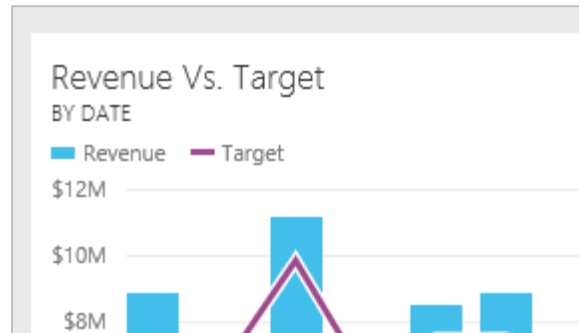 Revenue Vs. Target
BY DATE
Revenue Target
$12M
$10M
$8M